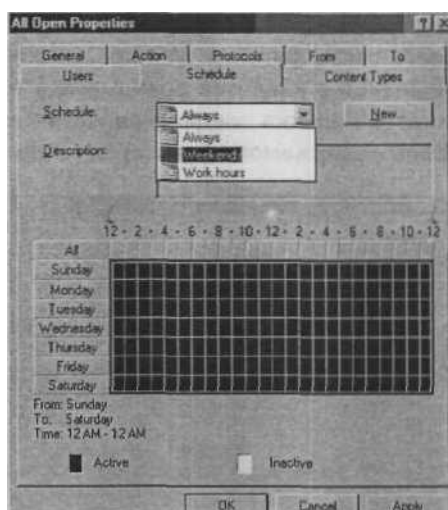 All Open Properties
General Action Protocols From To
Users Schedule Content Types
Schedule: Always New...
Always
Weekend
Work hours
Description:
12 - 2 - 4 - 6 - 8 - 10 - 12 - 2 - 4 - 6 - 8 - 10 - 12
All
Sunday
Monday
Tuesday
Wednesday
Thursday
Friday
Saturday
From: Sunday
To: Saturday
Time: 12 AM - 12 AM
Active Inactive
OK Cancel Apply